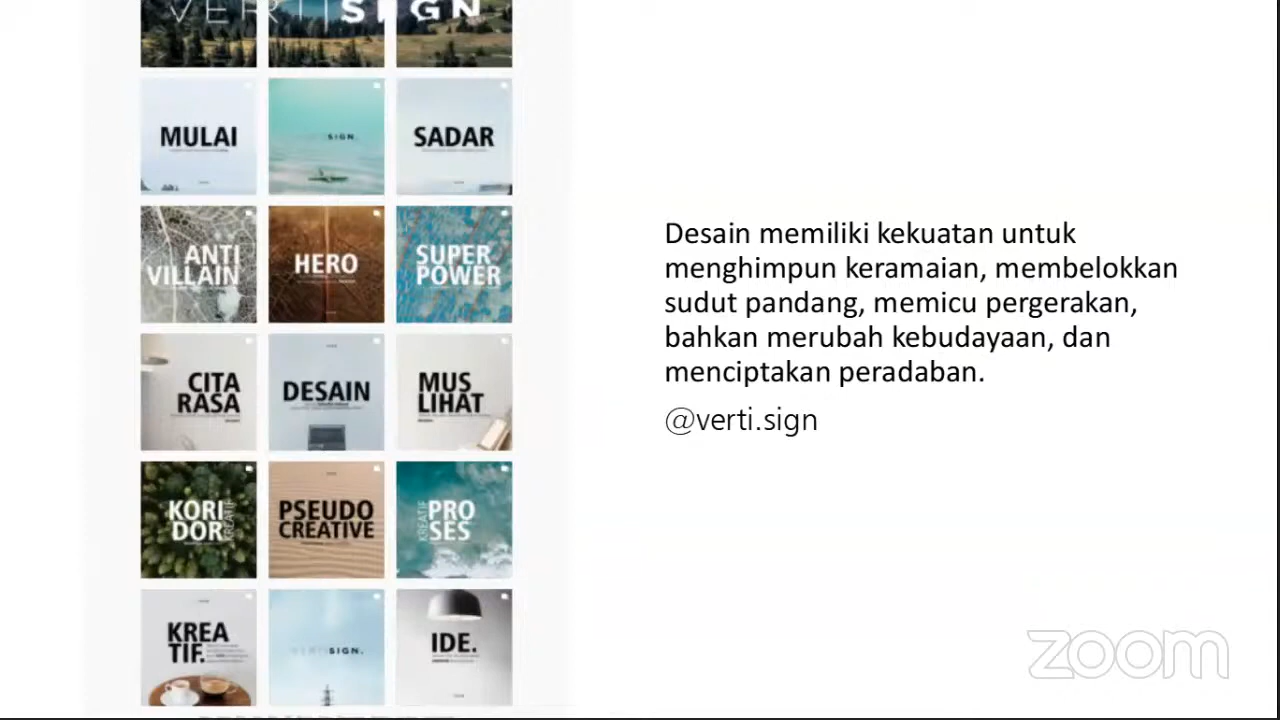 VERTISIGN
MULAI
SIGN.
SADAR
ANTI
VILLAIN
HERO
SUPER
POWER
CITA
RASA
DESAIN
MUS
LIHAT
KORI
DOR
KREATIF
PSEUDO
CREATIVE
KREATIF
PRO
SES
KREA
TIF.
VERTISIGN.
IDE.
Desain memiliki kekuatan untuk
menghimpun keramaian, membelokkan
sudut pandang, memicu pergerakan,
bahkan merubah kebudayaan, dan
menciptakan peradaban.
@verti.sign
zoom